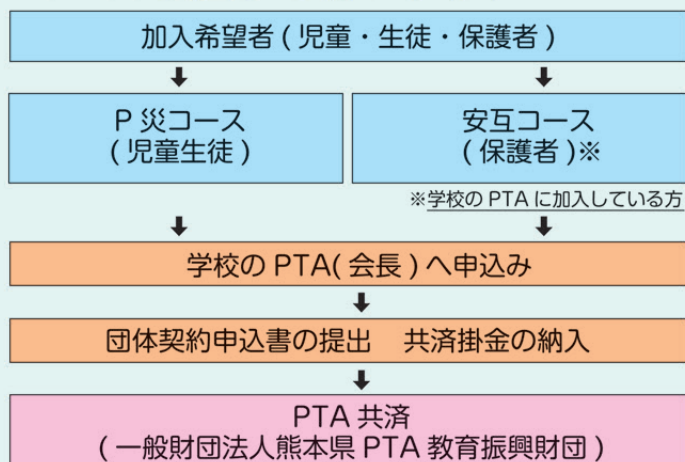 加入希望者(児童・生徒・保護者)
P災コース
(児童生徒)
安互コース
(保護者)※
※学校のPTAに加入している方
学校のPTA(会長)へ申込み
団体契約申込書の提出　共済掛金の納入
PTA共済
(一般財団法人熊本県PTA教育振興財団)